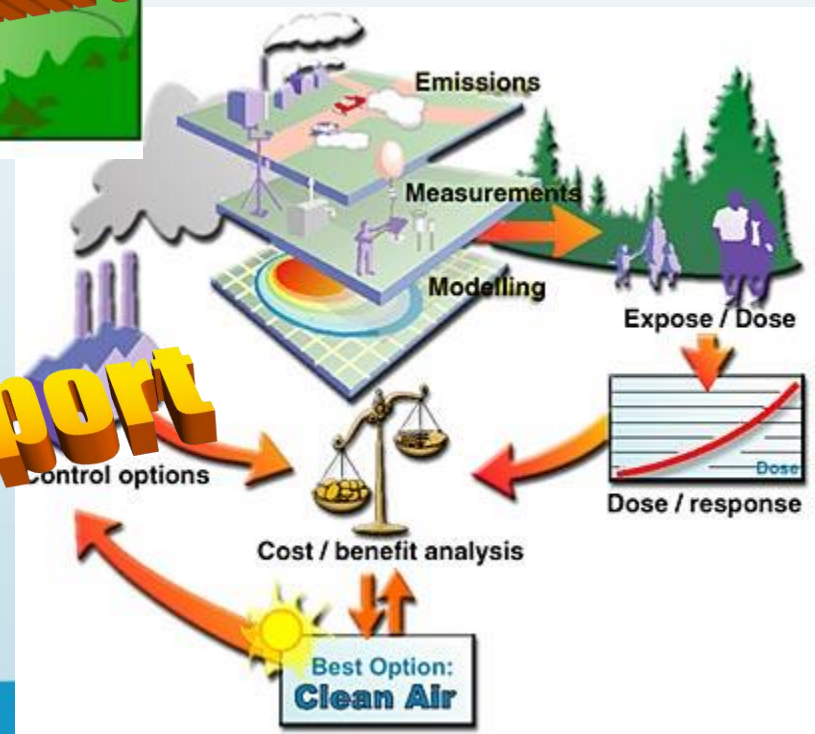 Emissions
Measurements
Modelling
Expose / Dose
Dose
Dose / response
port
Control options
Cost / benefit analysis
Best Option:
Clean Air